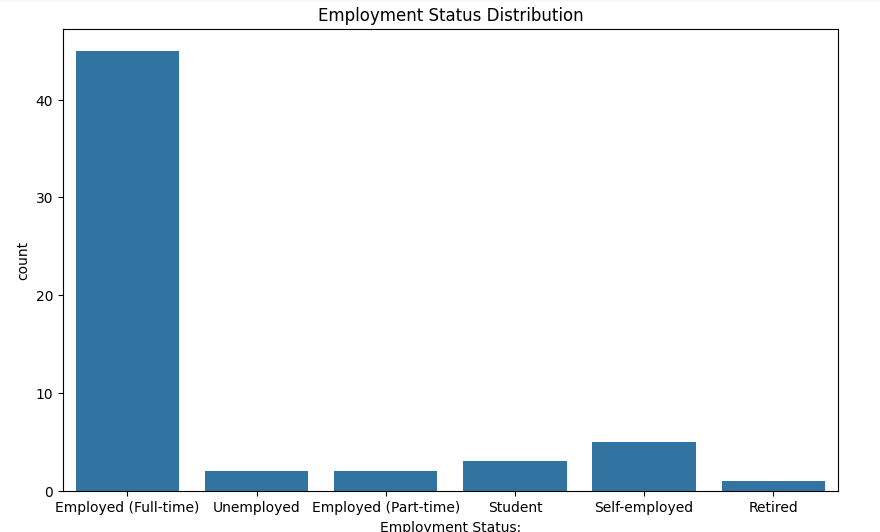 Employment Status Distribution
40
30
20
10
0
count
Employed (Full-time) Unemployed Employed (Part-time) Student Self-employed Retired
Employment Status: